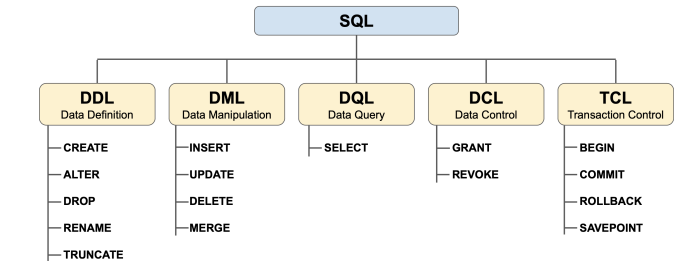 SQL
DDL
Data Definition
CREATE
ALTER
DROP
RENAME
TRUNCATE
DML
Data Manipulation
INSERT
UPDATE
DELETE
MERGE
DQL
Data Query
SELECT
DCL
Data Control
GRANT
REVOKE
TCL
Transaction Control
BEGIN
COMMIT
ROLLBACK
SAVEPOINT